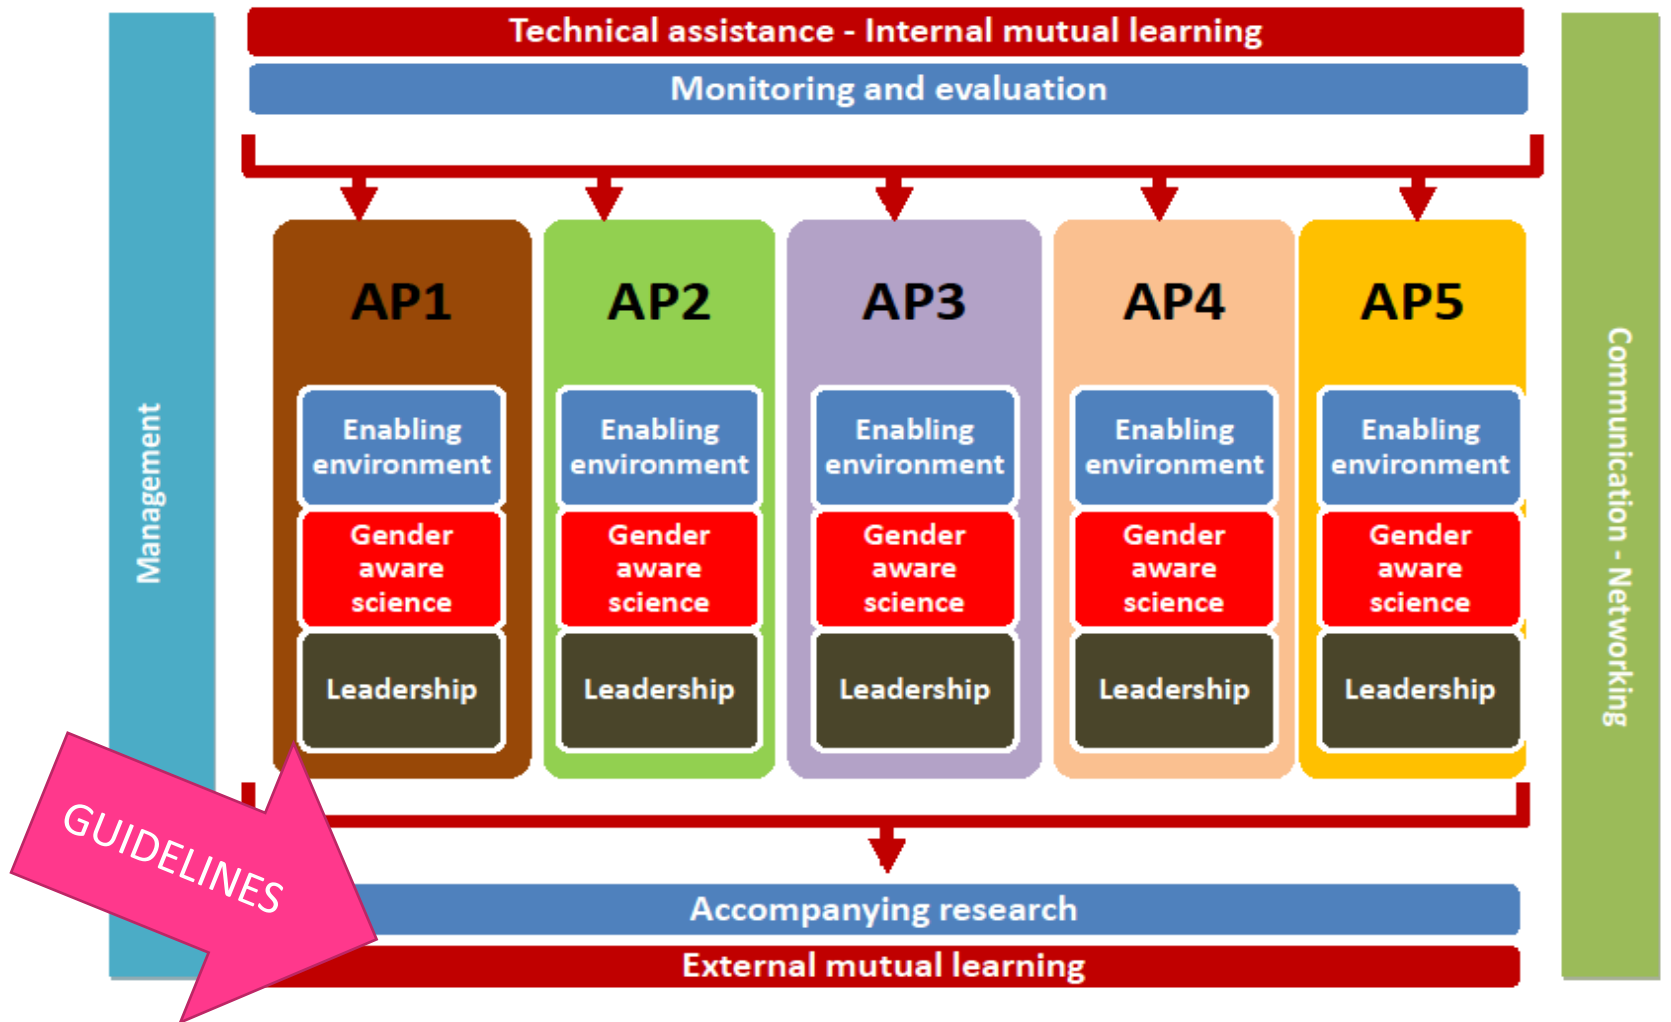 Technical assistance - Internal mutual learning
Monitoring and evaluation
Management
AP1
Enabling
environment
Gender
aware
science
Leadership
AP2
Enabling
environment
Gender
aware
science
Leadership
AP3
Enabling
environment
Gender
aware
science
Leadership
AP4
Enabling
environment
Gender
aware
science
Leadership
AP5
Enabling
environment
Gender
aware
science
Leadership
Communication - Networking
GUIDELINES
Accompanying research
External mutual learning